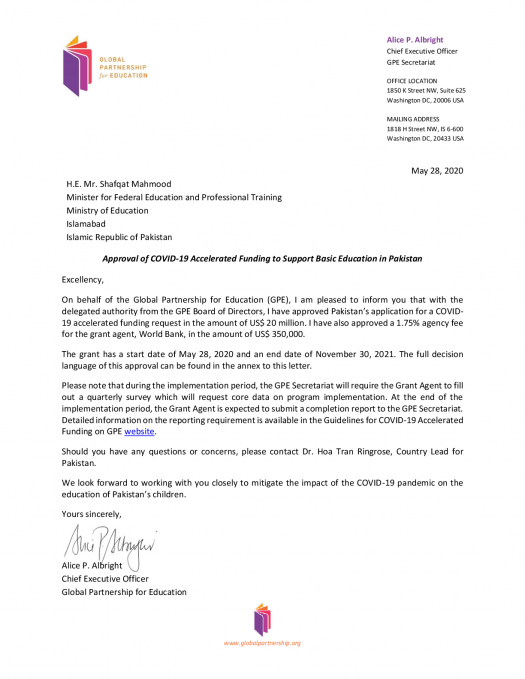 GLOBAL
PARTNERSHIP
for EDUCATION
Alice P. Albright
Chief Executive Officer
GPE Secretariat
OFFICE LOCATION
1850 K Street NW, Suite 625
Washington DC, 20006 USA
MAILING ADDRESS
1818 H Street NW, IS 6-600
Washington DC, 20433 USA
May 28, 2020
H.E. Mr. Shafqat Mahmood
Minister for Federal Education and Professional Training
Ministry of Education
Islamabad
Islamic Republic of Pakistan
Approval of COVID-19 Accelerated Funding to Support Basic Education in Pakistan
Excellency,
On behalf of the Global Partnership for Education (GPE), I am pleased to inform you that with the
delegated authority from the GPE Board of Directors, I have approved Pakistan's application for a COVID-
19 accelerated funding request in the amount of US$ 20 million. I have also approved a 1.75% agency fee
for the grant agent, World Bank, in the amount of US$ 350,000.
The grant has a start date of May 28, 2020 and an end date of November 30, 2021. The full decision
language of this approval can be found in the annex to this letter.
Please note that during the implementation period, the GPE Secretariat will require the Grant Agent to fill
out a quarterly survey which will request core data on program implementation. At the end of the
implementation period, the Grant Agent is expected to submit a completion report to the GPE Secretariat.
Detailed information on the reporting requirement is available in the Guidelines for COVID-19 Accelerated
Funding on GPE website.
Should you have any questions or concerns, please contact Dr. Hoa Tran Ringrose, Country Lead for
Pakistan.
We look forward to working with you closely to mitigate the impact of the COVID-19 pandemic on the
education of Pakistan's children.
Yours sincerely,
Alice P. Albright
Alice P. Albright
Chief Executive Officer
Global Partnership for Education
www.globalpartnership.org